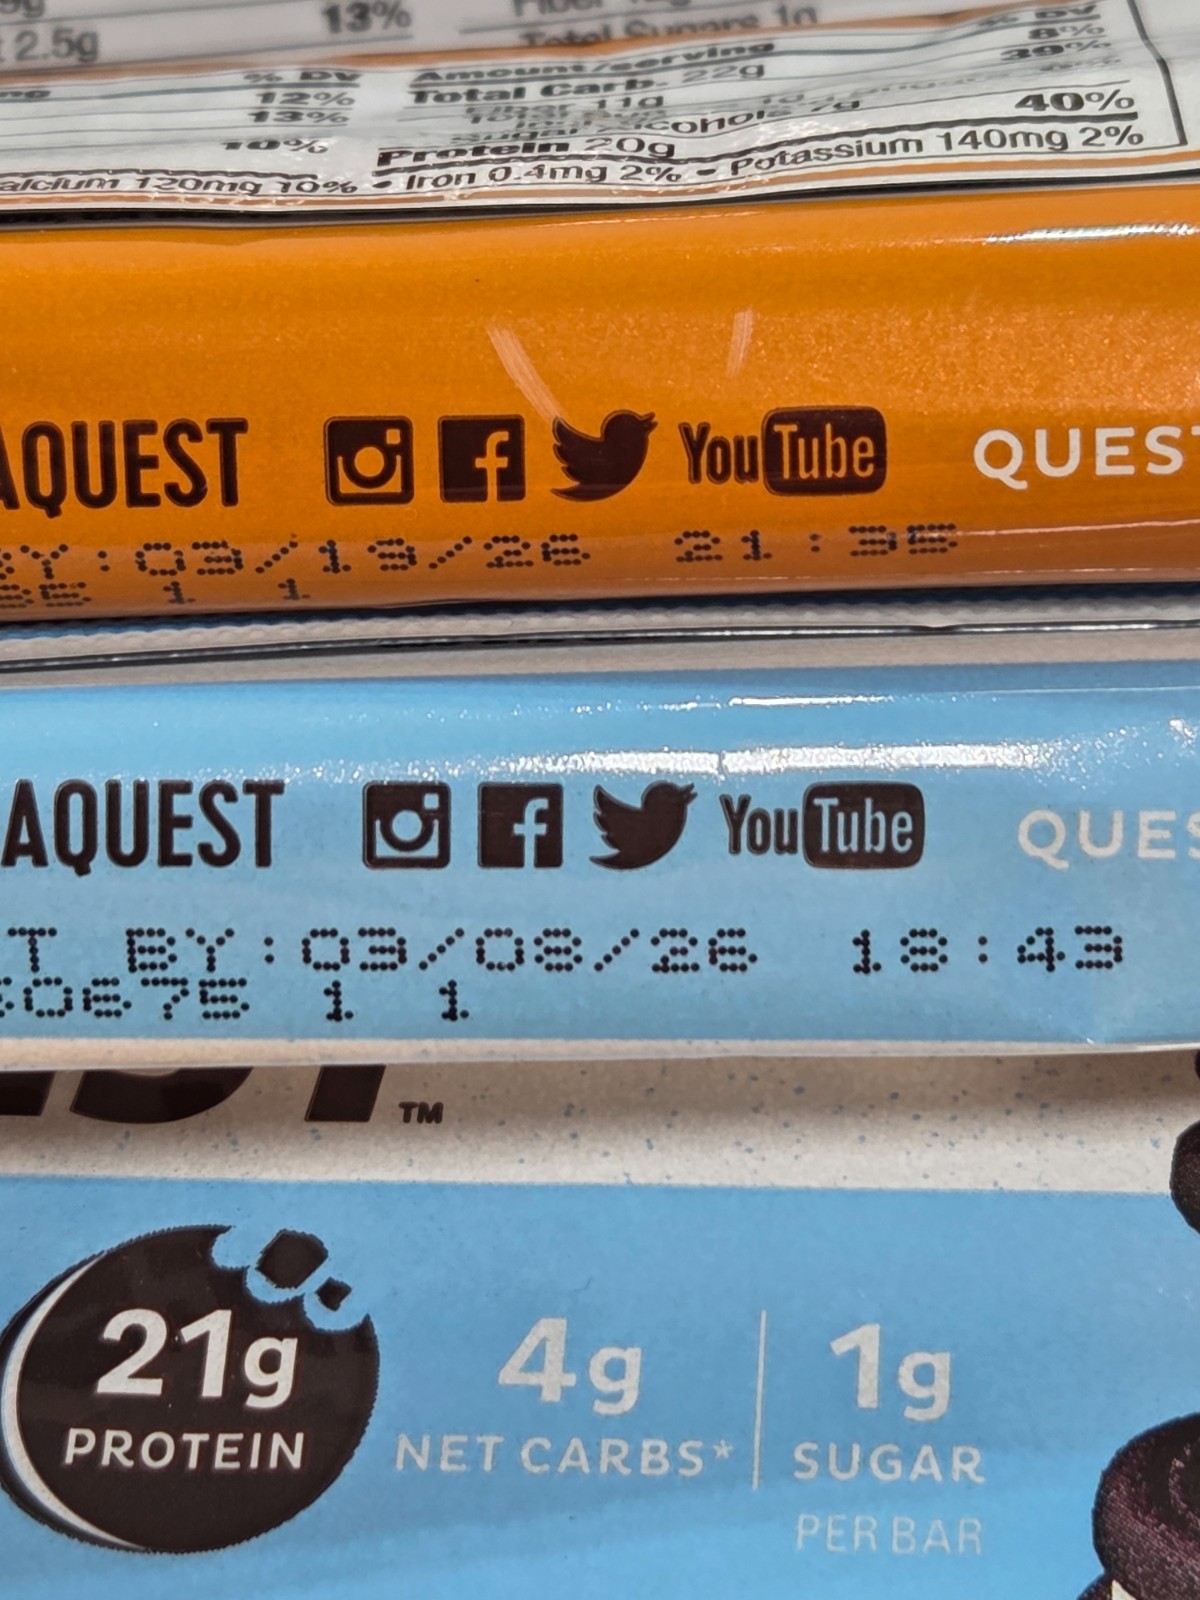 13%
2.5g
Total Sugars 1g
% DV
Amount/serving
% DV
12%
Total Carb. 22g
8%
13%
Fiber 11g
39%
10%
Protein 20g
40%
alcium 120mg 10% • Iron 0.4mg 2% • Potassium 140mg 2%
AQUEST
YouTube
QUEST
BY:03/19/26 21:35
1 1
AQUEST
YouTube
QUES
T BY:03/08/26 18:43
0675 1 1
TM
21g
PROTEIN
4g
NET CARBS*
1g
SUGAR
PER BAR